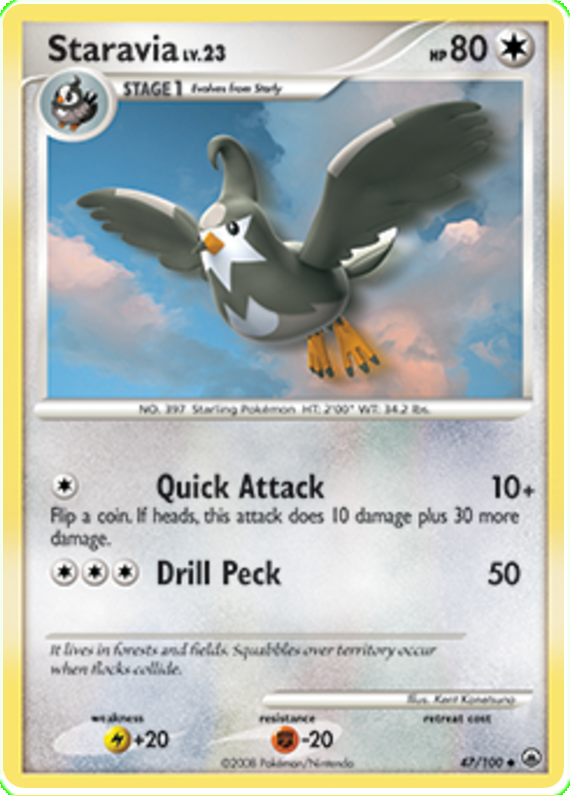 Staravia LV.23 HP 80
STAGE 1 Evolves from Starly
NO. 397 Starling Pokémon HT: 2'00" WT: 34.2 lbs.
Quick Attack 10+
Flip a coin. If heads, this attack does 10 damage plus 30 more
damage.
Drill Peck 50
It lives in forests and fields. Squabbles over territory occur
when flocks collide.
Illus. Kent Kanetsuna
weakness resistance retreat cost
+20 -20
©2008 Pokémon/Nintendo 47/100